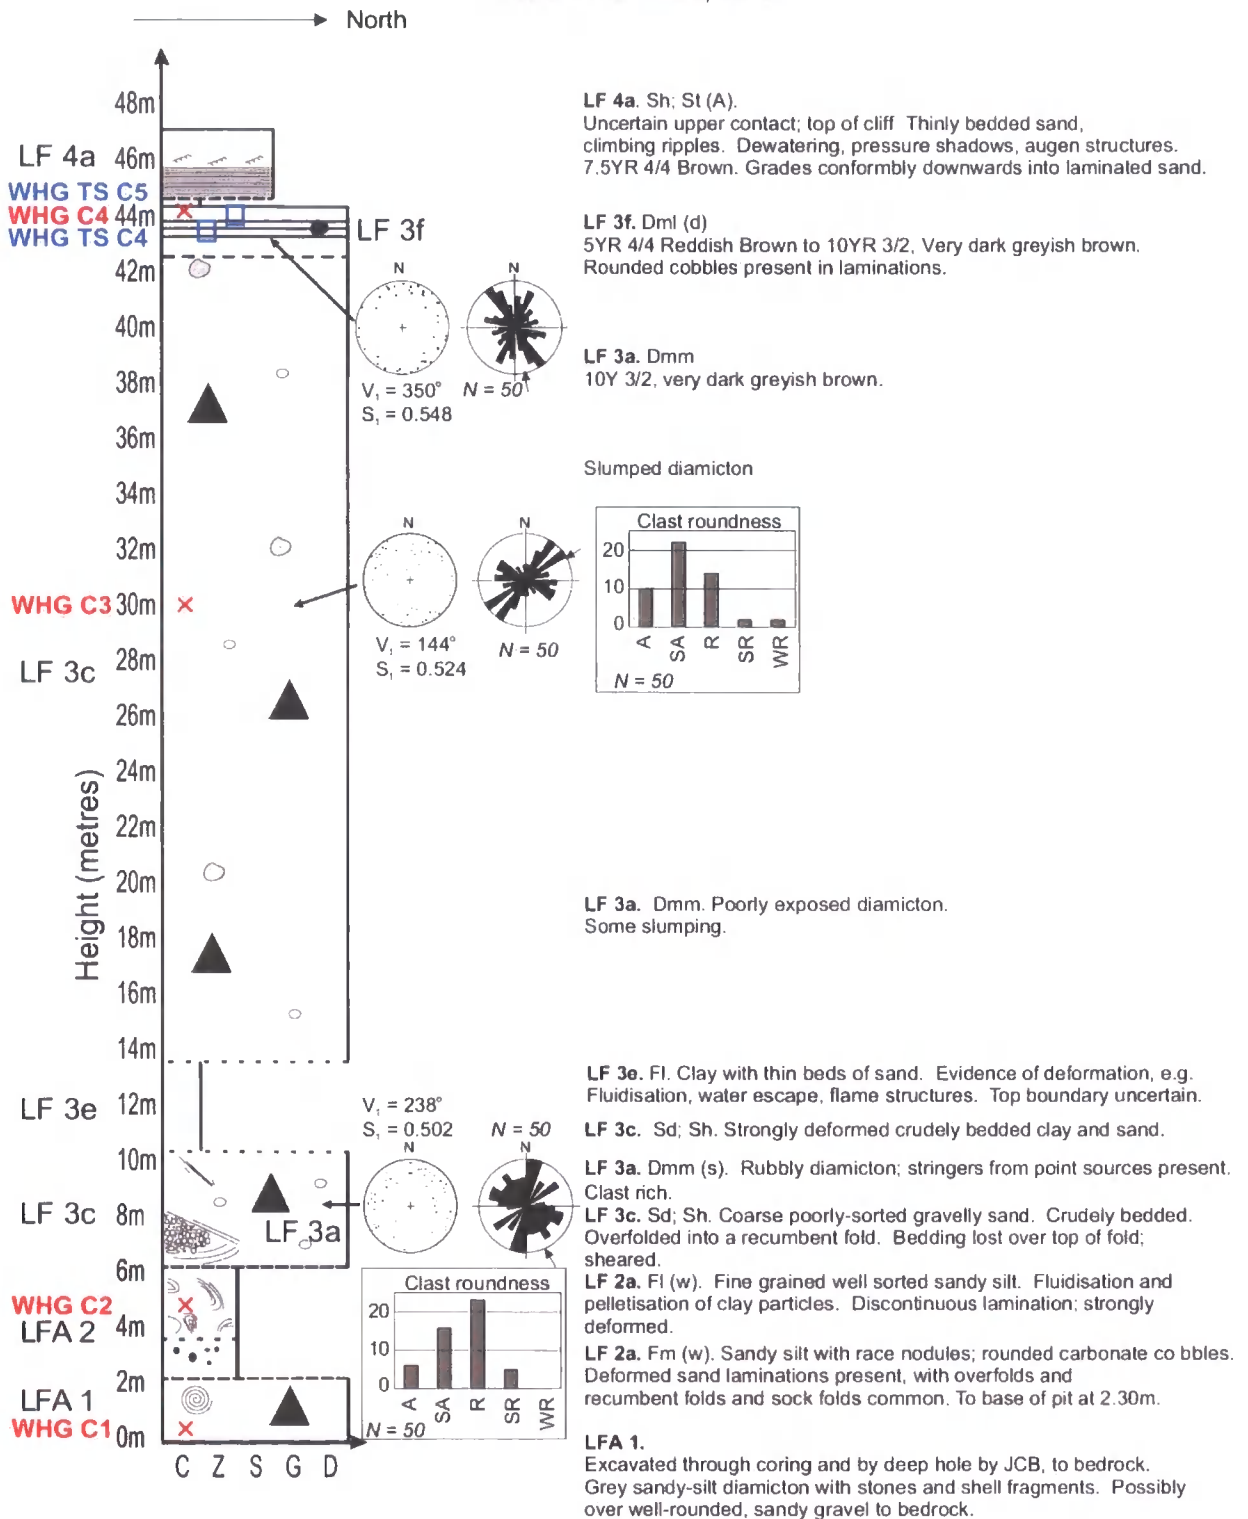 North
48m
LF 4a 46m
WHG TS C5
WHG C4 44m
WHG TS C4
LF 3f
42m
40m
38m
36m
34m
32m
WHG C3 30m
28m
LF 3c
26m
24m
22m
20m
18m
16m
14m
LF 3e 12m
10m
LF 3c 8m
LF 3a
6m
WHG C2
LFA 2 4m
2m
LFA 1
WHG C1 0m
C Z S G D
Height (metres)
N N
V₁ = 350° N = 50
S₁ = 0.548
N N
V₁ = 144° N = 50
S₁ = 0.524
Clast roundness
20
10
0
A SA R SR WR
N = 50
V₁ = 238°
S₁ = 0.502 N = 50
N N
Clast roundness
20
10
0
A SA R SR WR
N = 50
LF 4a. Sh; St (A).
Uncertain upper contact; top of cliff Thinly bedded sand,
climbing ripples. Dewatering, pressure shadows, augen structures.
7.5YR 4/4 Brown. Grades conformbly downwards into laminated sand.
LF 3f. Dml (d)
5YR 4/4 Reddish Brown to 10YR 3/2, Very dark greyish brown.
Rounded cobbles present in laminations.
LF 3a. Dmm
10Y 3/2, very dark greyish brown.
Slumped diamicton
LF 3a. Dmm. Poorly exposed diamicton.
Some slumping.
LF 3e. Fl. Clay with thin beds of sand. Evidence of deformation, e.g.
Fluidisation, water escape, flame structures. Top boundary uncertain.
LF 3c. Sd; Sh. Strongly deformed crudely bedded clay and sand.
LF 3a. Dmm (s). Rubbly diamicton; stringers from point sources present.
Clast rich.
LF 3c. Sd; Sh. Coarse poorly-sorted gravelly sand. Crudely bedded.
Overfolded into a recumbent fold. Bedding lost over top of fold;
sheared.
LF 2a. Fl (w). Fine grained well sorted sandy silt. Fluidisation and
pelletisation of clay particles. Discontinuous lamination; strongly
deformed.
LF 2a. Fm (w). Sandy silt with race nodules; rounded carbonate co bbles.
Deformed sand laminations present, with overfolds and
recumbent folds and sock folds common. To base of pit at 2.30m.
LFA 1.
Excavated through coring and by deep hole by JCB, to bedrock.
Grey sandy-silt diamicton with stones and shell fragments. Possibly
over well-rounded, sandy gravel to bedrock.